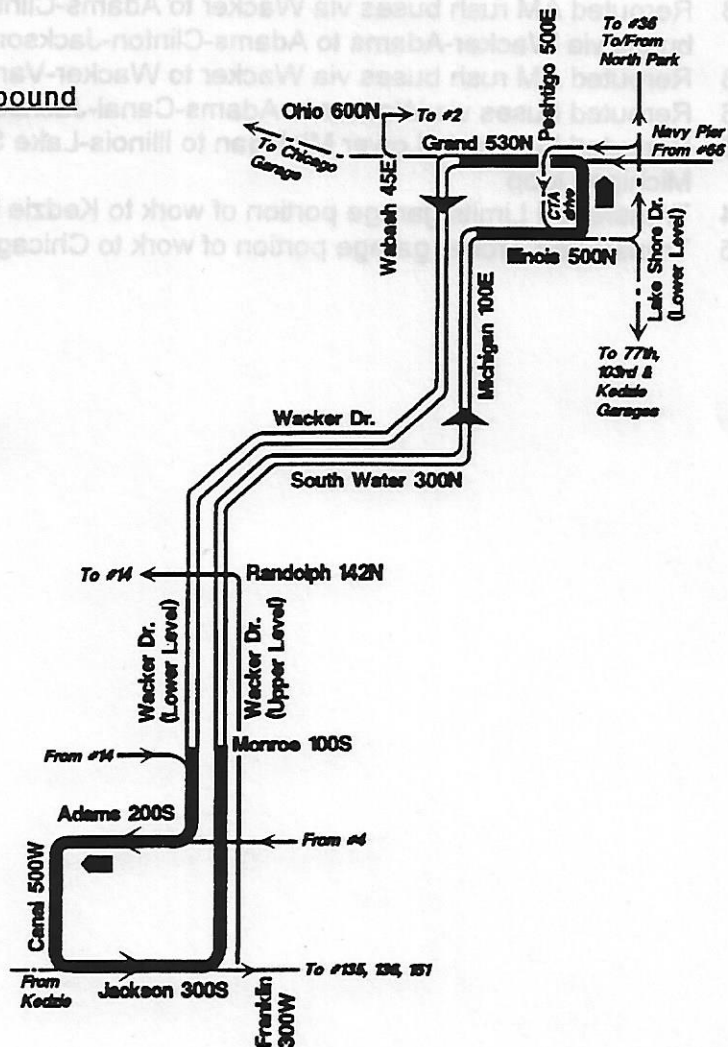 bound
To #36
To/From
North Park
Ohio 600N
To #2
Peshtigo 500E
To Chicago
Garage
Grand 530N
Navy Pier
From #66
Wabash 45E
CTA
drive
Illinois 500N
Michigan 100E
Lake Shore Dr.
(Lower Level)
To 77th,
103rd &
Kedzie
Garages
Wacker Dr.
South Water 300N
To #14
Randolph 142N
Wacker Dr.
(Lower Level)
Wacker Dr.
(Upper Level)
Monroe 100S
From #14
Adams 200S
From #4
Canal 500W
From
Kedzie
Jackson 300S
Franklin
300W
To #135, 136, 151